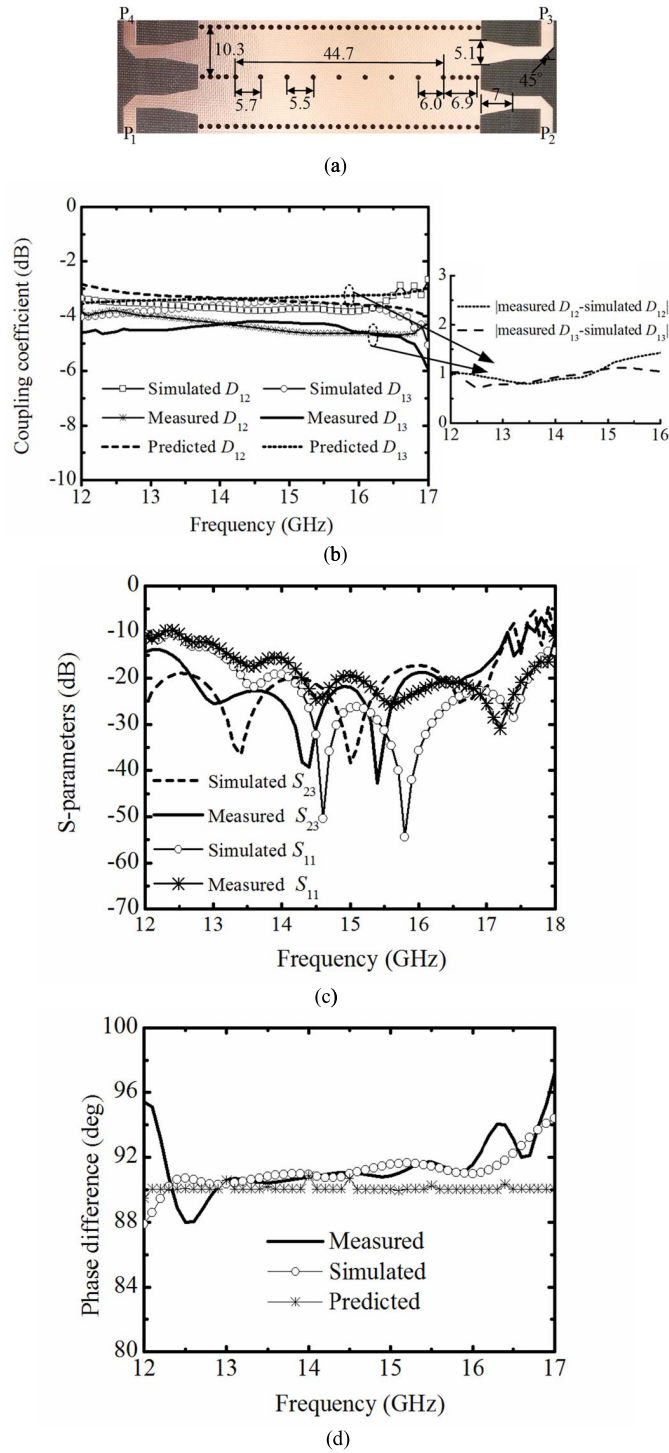 P4
P3
10.3
44.7
5.1
45°
5.7
5.5
6.0
6.9
7
P1
P2
(a)
Coupling coefficient (dB)
0
-2
-4
-6
-8
-10
12
13
14
15
16
17
Simulated D12
Simulated D13
Measured D12
Measured D13
Predicted D12
Predicted D13
Frequency (GHz)
3
2
1
0
12
13
14
15
16
|measured D12-simulated D12|
|measured D13-simulated D13|
(b)
S-parameters (dB)
0
-10
-20
-30
-40
-50
-60
-70
12
13
14
15
16
17
18
Simulated S23
Measured S23
Simulated S11
Measured S11
Frequency (GHz)
(c)
Phase difference (deg)
100
96
92
88
84
80
12
13
14
15
16
17
Measured
Simulated
Predicted
Frequency (GHz)
(d)